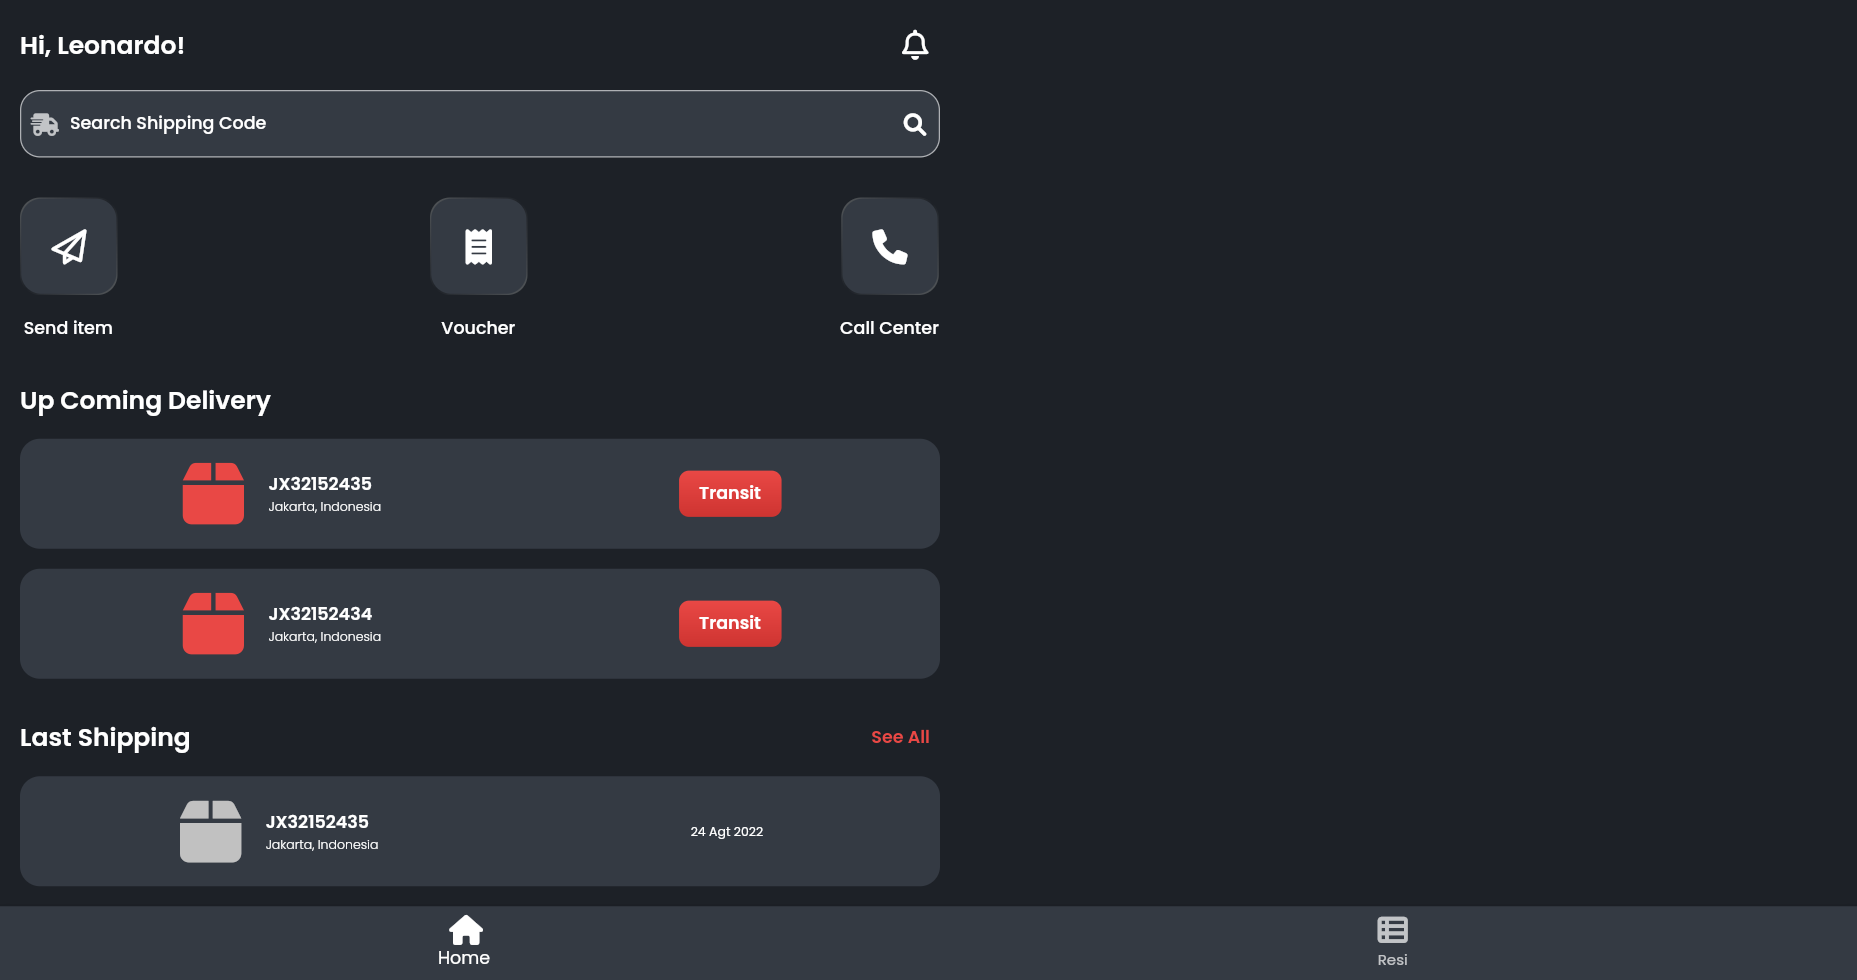 Hi, Leonardo!
Search Shipping Code
Send item
Voucher
Call Center
Up Coming Delivery
JX32152435
Jakarta, Indonesia
Transit
JX32152434
Jakarta, Indonesia
Transit
Last Shipping
See All
JX32152435
Jakarta, Indonesia
24 Agt 2022
Home
Resi